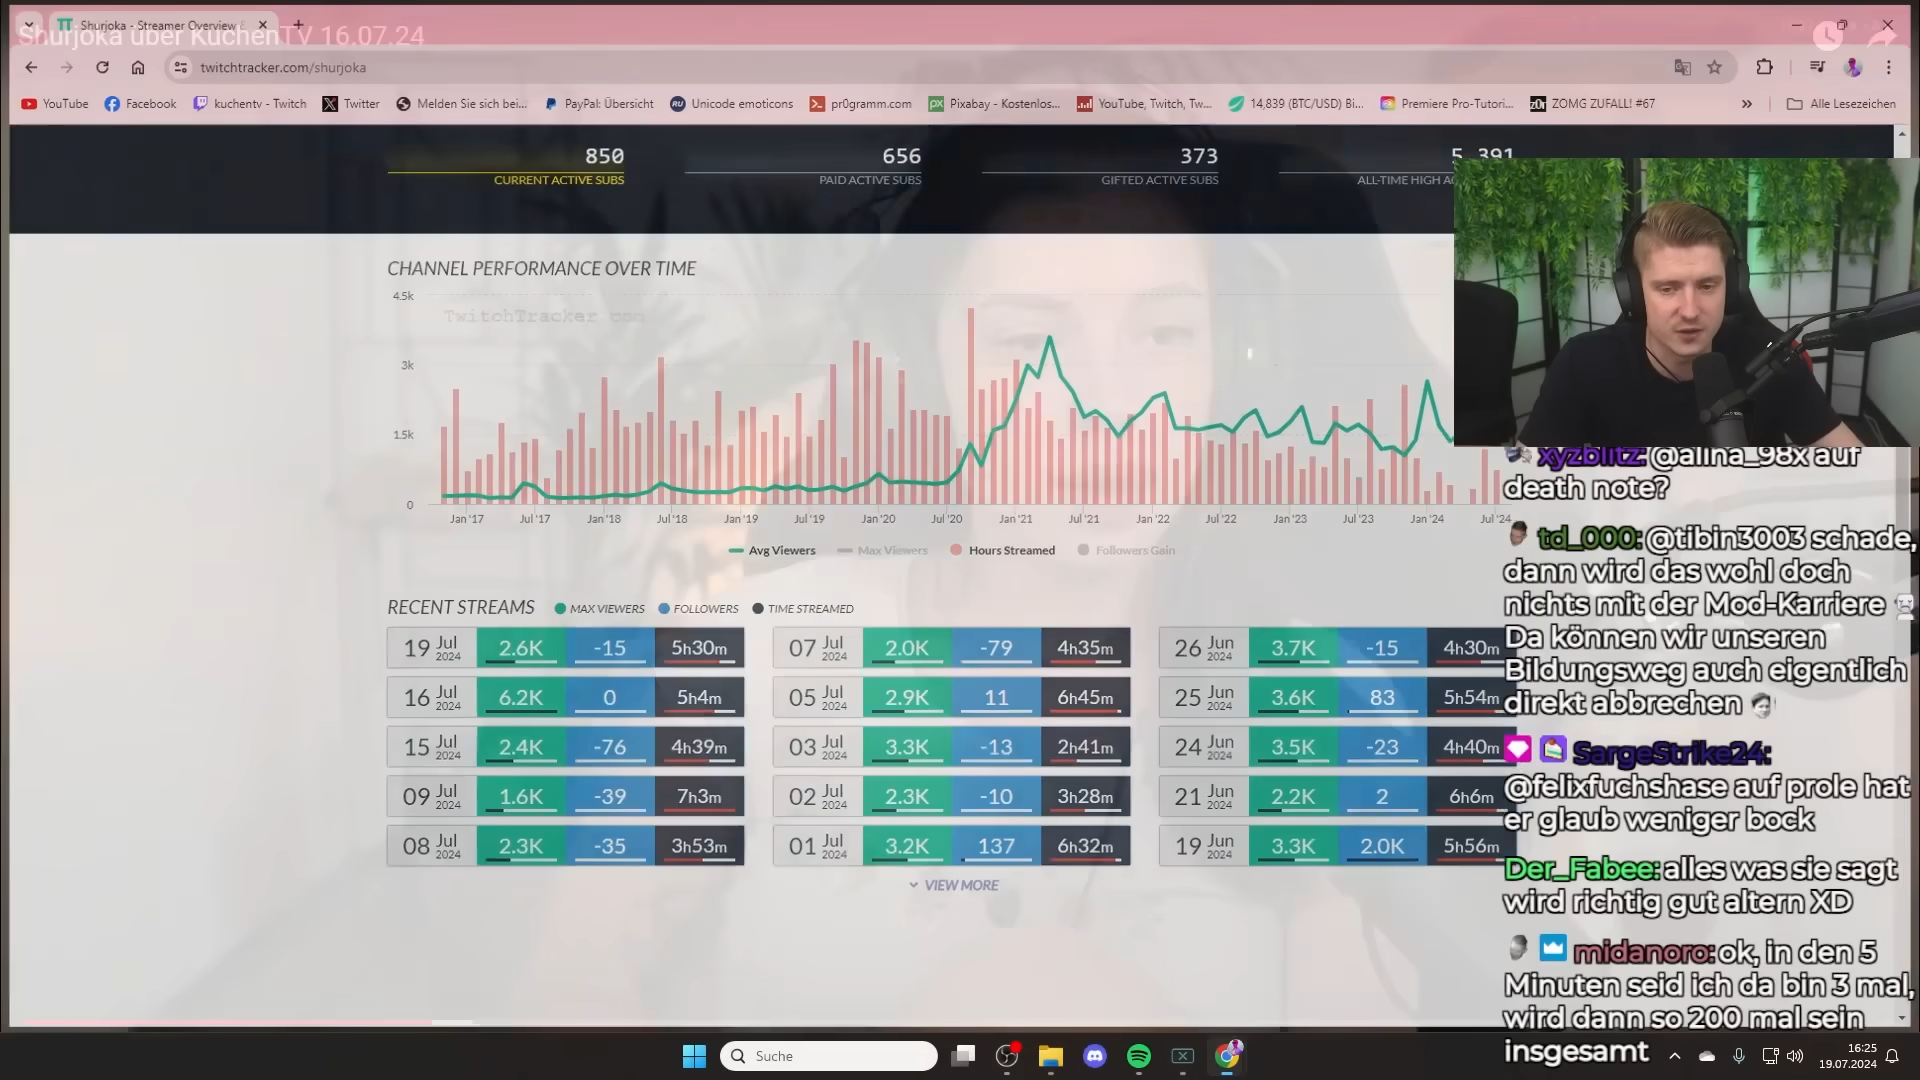 Shurjoka - Streamer Overview
Shurjoka über KuchenTV 16.07.24
twitchtracker.com/shurjoka
YouTube
Facebook
kuchentv - Twitch
Twitter
Melden Sie sich bei...
PayPal: Übersicht
Unicode emoticons
pr0gramm.com
Pixabay - Kostenlos...
YouTube, Twitch, Tw...
14,839 (BTC/USD) Bi...
Premiere Pro-Tutori...
ZOMG ZUFALL! #67
Alle Lesezeichen
850
CURRENT ACTIVE SUBS
656
PAID ACTIVE SUBS
373
GIFTED ACTIVE SUBS
5,391
ALL-TIME HIGH AC
CHANNEL PERFORMANCE OVER TIME
TwitchTracker com
4.5k
3k
1.5k
0
Jan '17 Jul '17 Jan '18 Jul '18 Jan '19 Jul '19 Jan '20 Jul '20 Jan '21 Jul '21 Jan '22 Jul '22 Jan '23 Jul '23 Jan '24 Jul '24
Avg Viewers Max Viewers Hours Streamed Followers Gain
RECENT STREAMS MAX VIEWERS FOLLOWERS TIME STREAMED
19 Jul 2024 2.6K -15 5h30m
16 Jul 2024 6.2K 0 5h4m
15 Jul 2024 2.4K -76 4h39m
09 Jul 2024 1.6K -39 7h3m
08 Jul 2024 2.3K -35 3h53m
07 Jul 2024 2.0K -79 4h35m
05 Jul 2024 2.9K 11 6h45m
03 Jul 2024 3.3K -13 2h41m
02 Jul 2024 2.3K -10 3h28m
01 Jul 2024 3.2K 137 6h32m
26 Jun 2024 3.7K -15 4h30m
25 Jun 2024 3.6K 83 5h54m
24 Jun 2024 3.5K -23 4h40m
21 Jun 2024 2.2K 2 6h6m
19 Jun 2024 3.3K 2.0K 5h56m
VIEW MORE
xyzblitz: @alina_98x auf
death note?
td_000: @tibin3003 schade,
dann wird das wohl doch
nichts mit der Mod-Karriere
Da können wir unseren
Bildungsweg auch eigentlich
direkt abbrechen
SargeStrike24:
@felixfuchshase auf prole hat
er glaub weniger bock
Der_Fabee: alles was sie sagt
wird richtig gut altern XD
midanoro: ok, in den 5
Minuten seid ich da bin 3 mal,
wird dann so 200 mal sein
insgesamt
Suche
16:25
19.07.2024